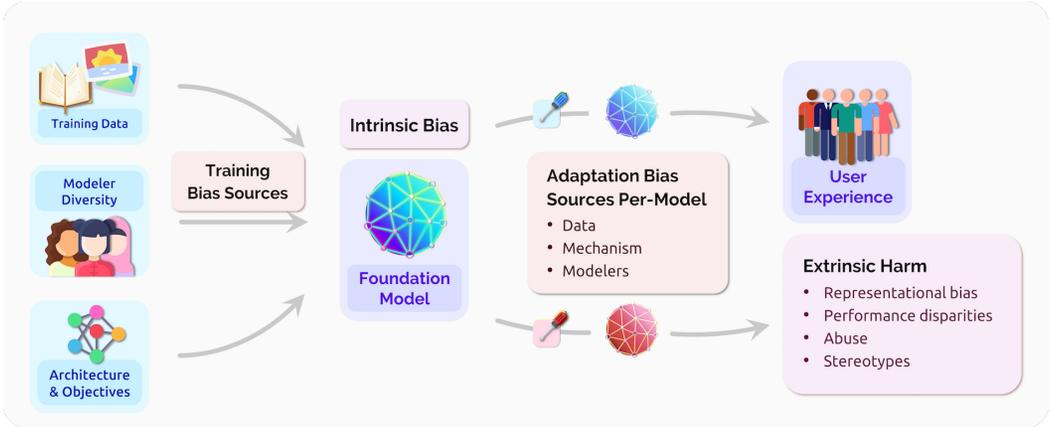 Training Data
Modeler
Diversity
Architecture
& Objectives
Training
Bias Sources
Intrinsic Bias
Foundation
Model
Adaptation Bias
Sources Per-Model
• Data
• Mechanism
• Modelers
User
Experience
Extrinsic Harm
• Representational bias
• Performance disparities
• Abuse
• Stereotypes